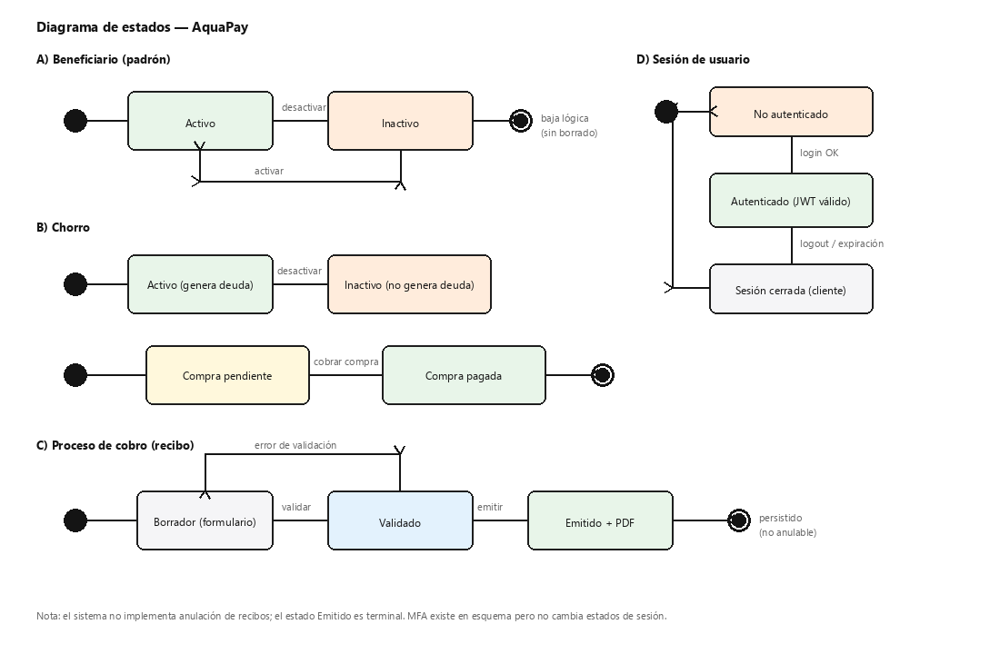 Diagrama de estados — AquaPay
A) Beneficiario (padrón)
Activo
desactivar
Inactivo
baja lógica
(sin borrado)
activar
B) Chorro
Activo (genera deuda)
desactivar
Inactivo (no genera deuda)
Compra pendiente
cobrar compra
Compra pagada
C) Proceso de cobro (recibo)
error de validación
Borrador (formulario)
validar
Validado
emitir
Emitido + PDF
persistido
(no anulable)
D) Sesión de usuario
No autenticado
login OK
Autenticado (JWT válido)
logout / expiración
Sesión cerrada (cliente)
Nota: el sistema no implementa anulación de recibos; el estado Emitido es terminal. MFA existe en esquema pero no cambia estados de sesión.